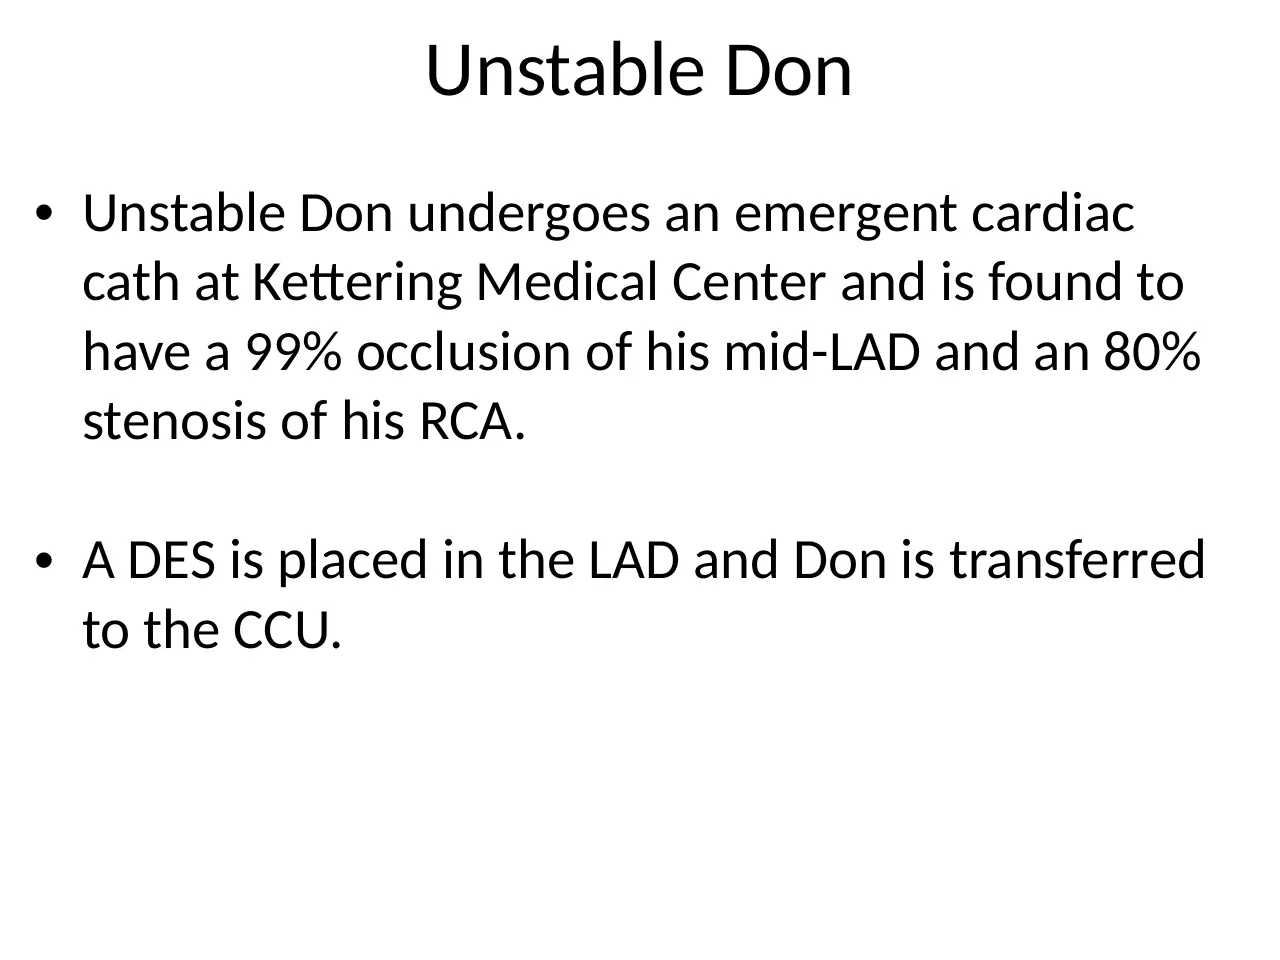 Unstable Don
• Unstable Don undergoes an emergent cardiac
cath at Kettering Medical Center and is found to
have a 99% occlusion of his mid-LAD and an 80%
stenosis of his RCA.
• A DES is placed in the LAD and Don is transferred
to the CCU.